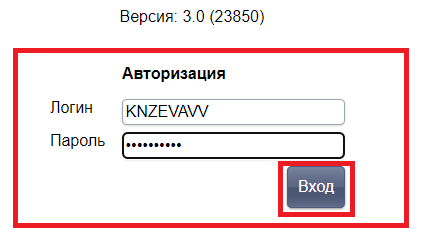 Версия: 3.0 (23850)
Авторизация
Логин KNZEVAVV
Пароль ••••••••••
Вход